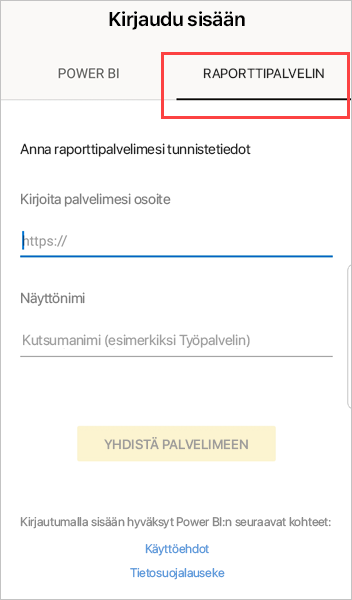 Kirjaudu sisään
POWER BI
RAPORTTIPALVELIN
Anna raporttipalvelimesi tunnistetiedot
Kirjoita palvelimesi osoite
https://
Näyttönimi
Kutsumanimi (esimerkiksi Työpalvelin)
YHDISTÄ PALVELIMEEN
Kirjautumalla sisään hyväksyt Power BI:n seuraavat kohteet:
Käyttöehdot
Tietosuojalauseke